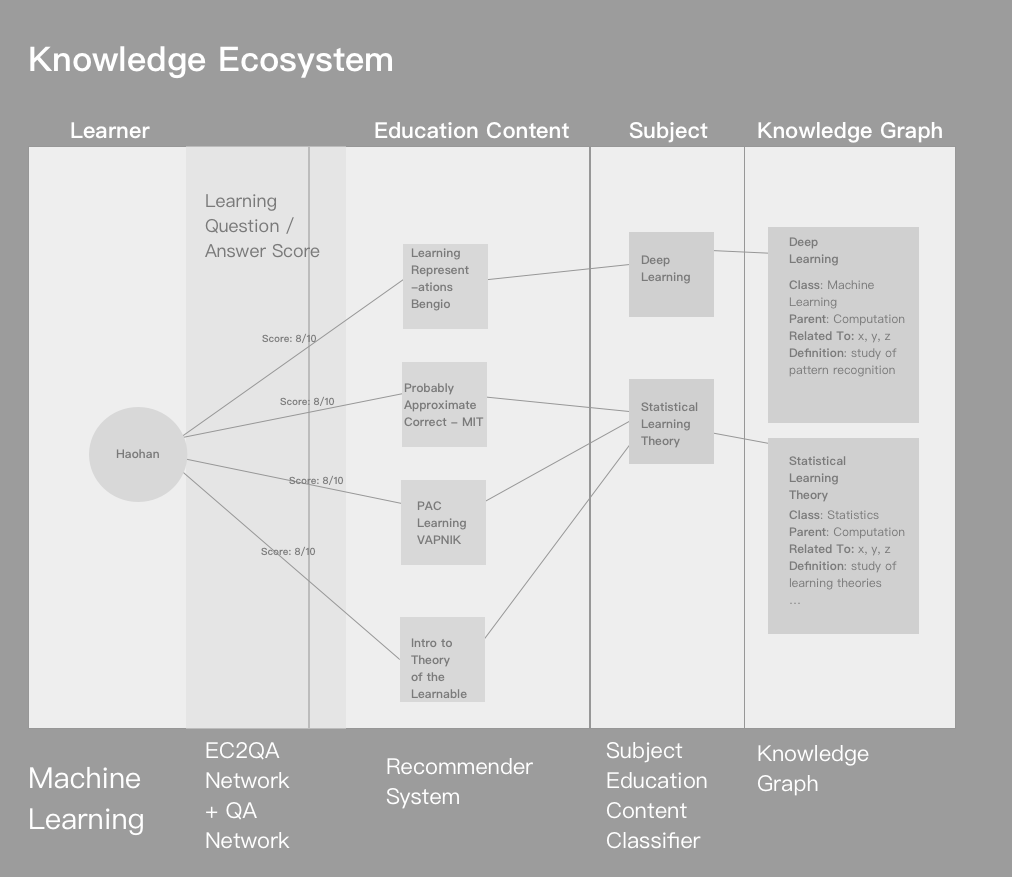 Knowledge Ecosystem
Learner
Education Content
Subject
Knowledge Graph
Learning
Question /
Answer Score
Score: 8/10
Score: 8/10
Score: 8/10
Score: 8/10
Haohan
Learning
Represent
-ations
Bengio
Probably
Approximate
Correct - MIT
PAC
Learning
VAPNIK
Intro to
Theory
of the
Learnable
Deep
Learning
Statistical
Learning
Theory
Deep
Learning
Class: Machine
Learning
Parent: Computation
Related To: x, y, z
Definition: study of
pattern recognition
Statistical
Learning
Theory
Class: Statistics
Parent: Computation
Related To: x, y, z
Definition: study of
learning theories
...
Machine
Learning
EC2QA
Network
+ QA
Network
Recommender
System
Subject
Education
Content
Classifier
Knowledge
Graph